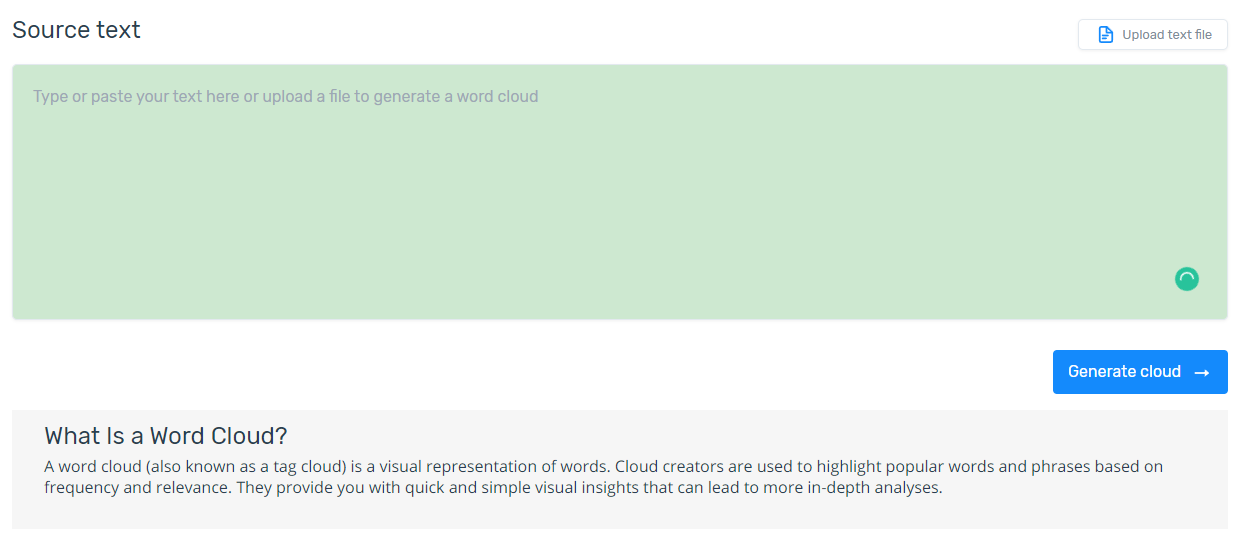 Source text
Upload text file
Type or paste your text here or upload a file to generate a word cloud
Generate cloud →
What Is a Word Cloud?
A word cloud (also known as a tag cloud) is a visual representation of words. Cloud creators are used to highlight popular words and phrases based on
frequency and relevance. They provide you with quick and simple visual insights that can lead to more in-depth analyses.